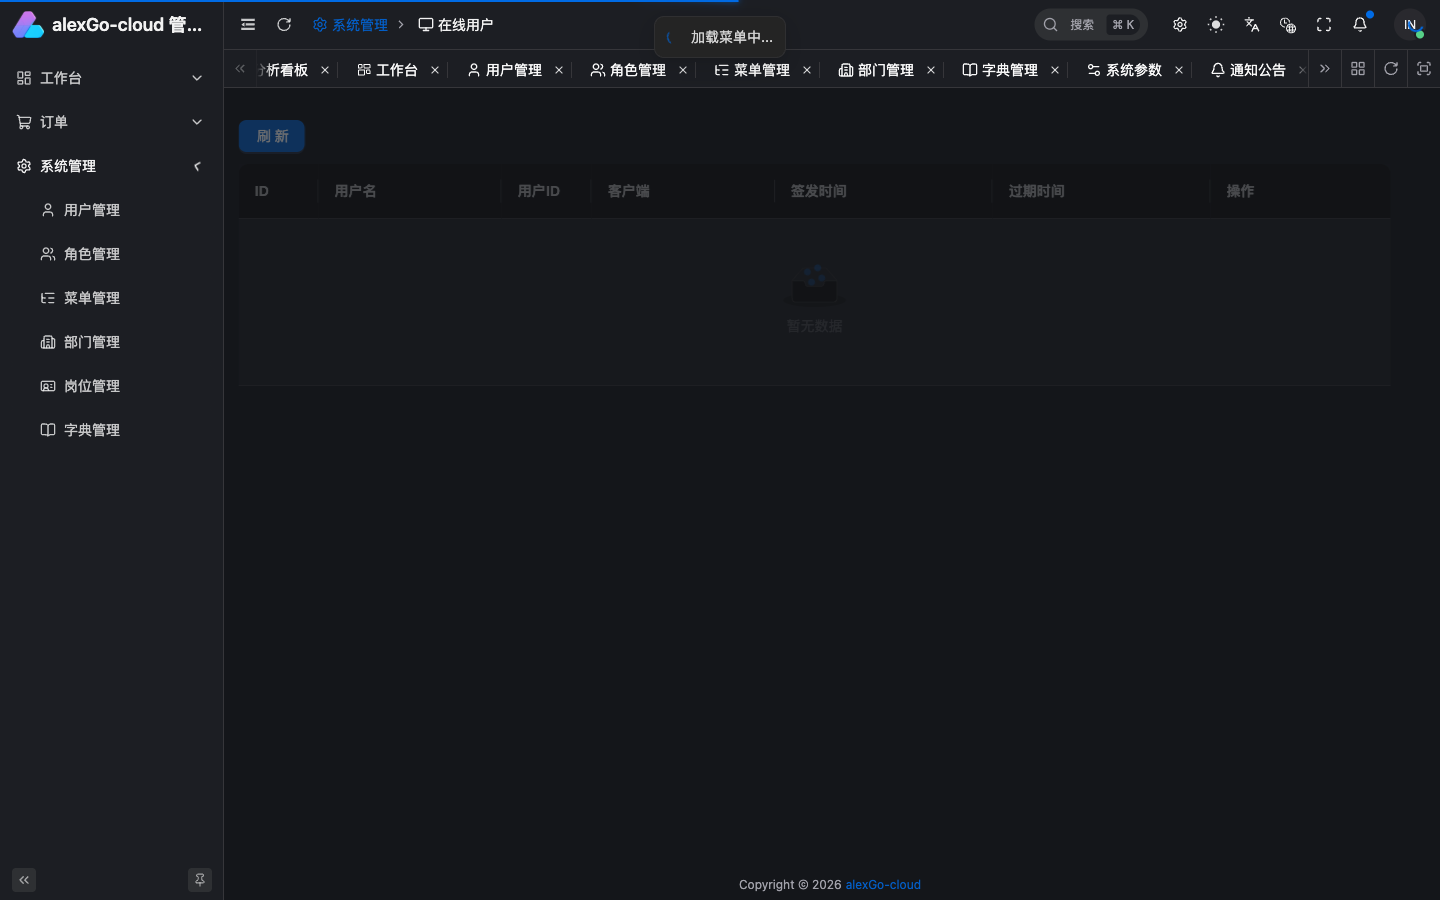 alexGo-cloud 管...
系统管理
在线用户
加载菜单中...
搜索
⌘ K
IN
析看板
工作台
用户管理
角色管理
菜单管理
部门管理
字典管理
系统参数
通知公告
工作台
订单
系统管理
用户管理
角色管理
菜单管理
部门管理
岗位管理
字典管理
刷 新
ID
用户名
用户ID
客户端
签发时间
过期时间
操作
暂无数据
Copyright © 2026 alexGo-cloud